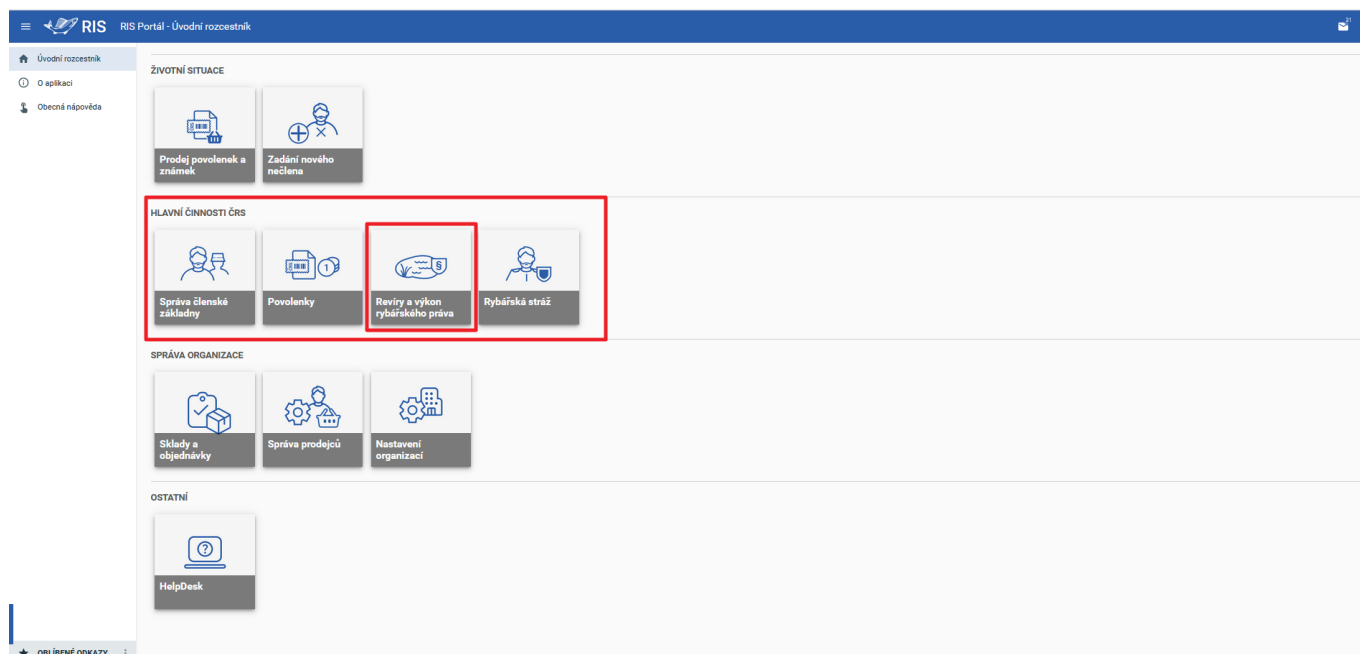 RIS RIS Portál - Úvodní rozcestník
21
Úvodní rozcestník
O aplikaci
Obecná nápověda
ŽIVOTNÍ SITUACE
Prodej povolenek a
známek
Zadání nového
nečlena
HLAVNÍ ČINNOSTI ČRS
Správa členské
základny
Povolenky
Revíry a výkon
rybářského práva
Rybářská stráž
SPRÁVA ORGANIZACE
Sklady a
objednávky
Správa prodejců
Nastavení
organizací
OSTATNÍ
HelpDesk
OBLÍBENÉ ODKAZY